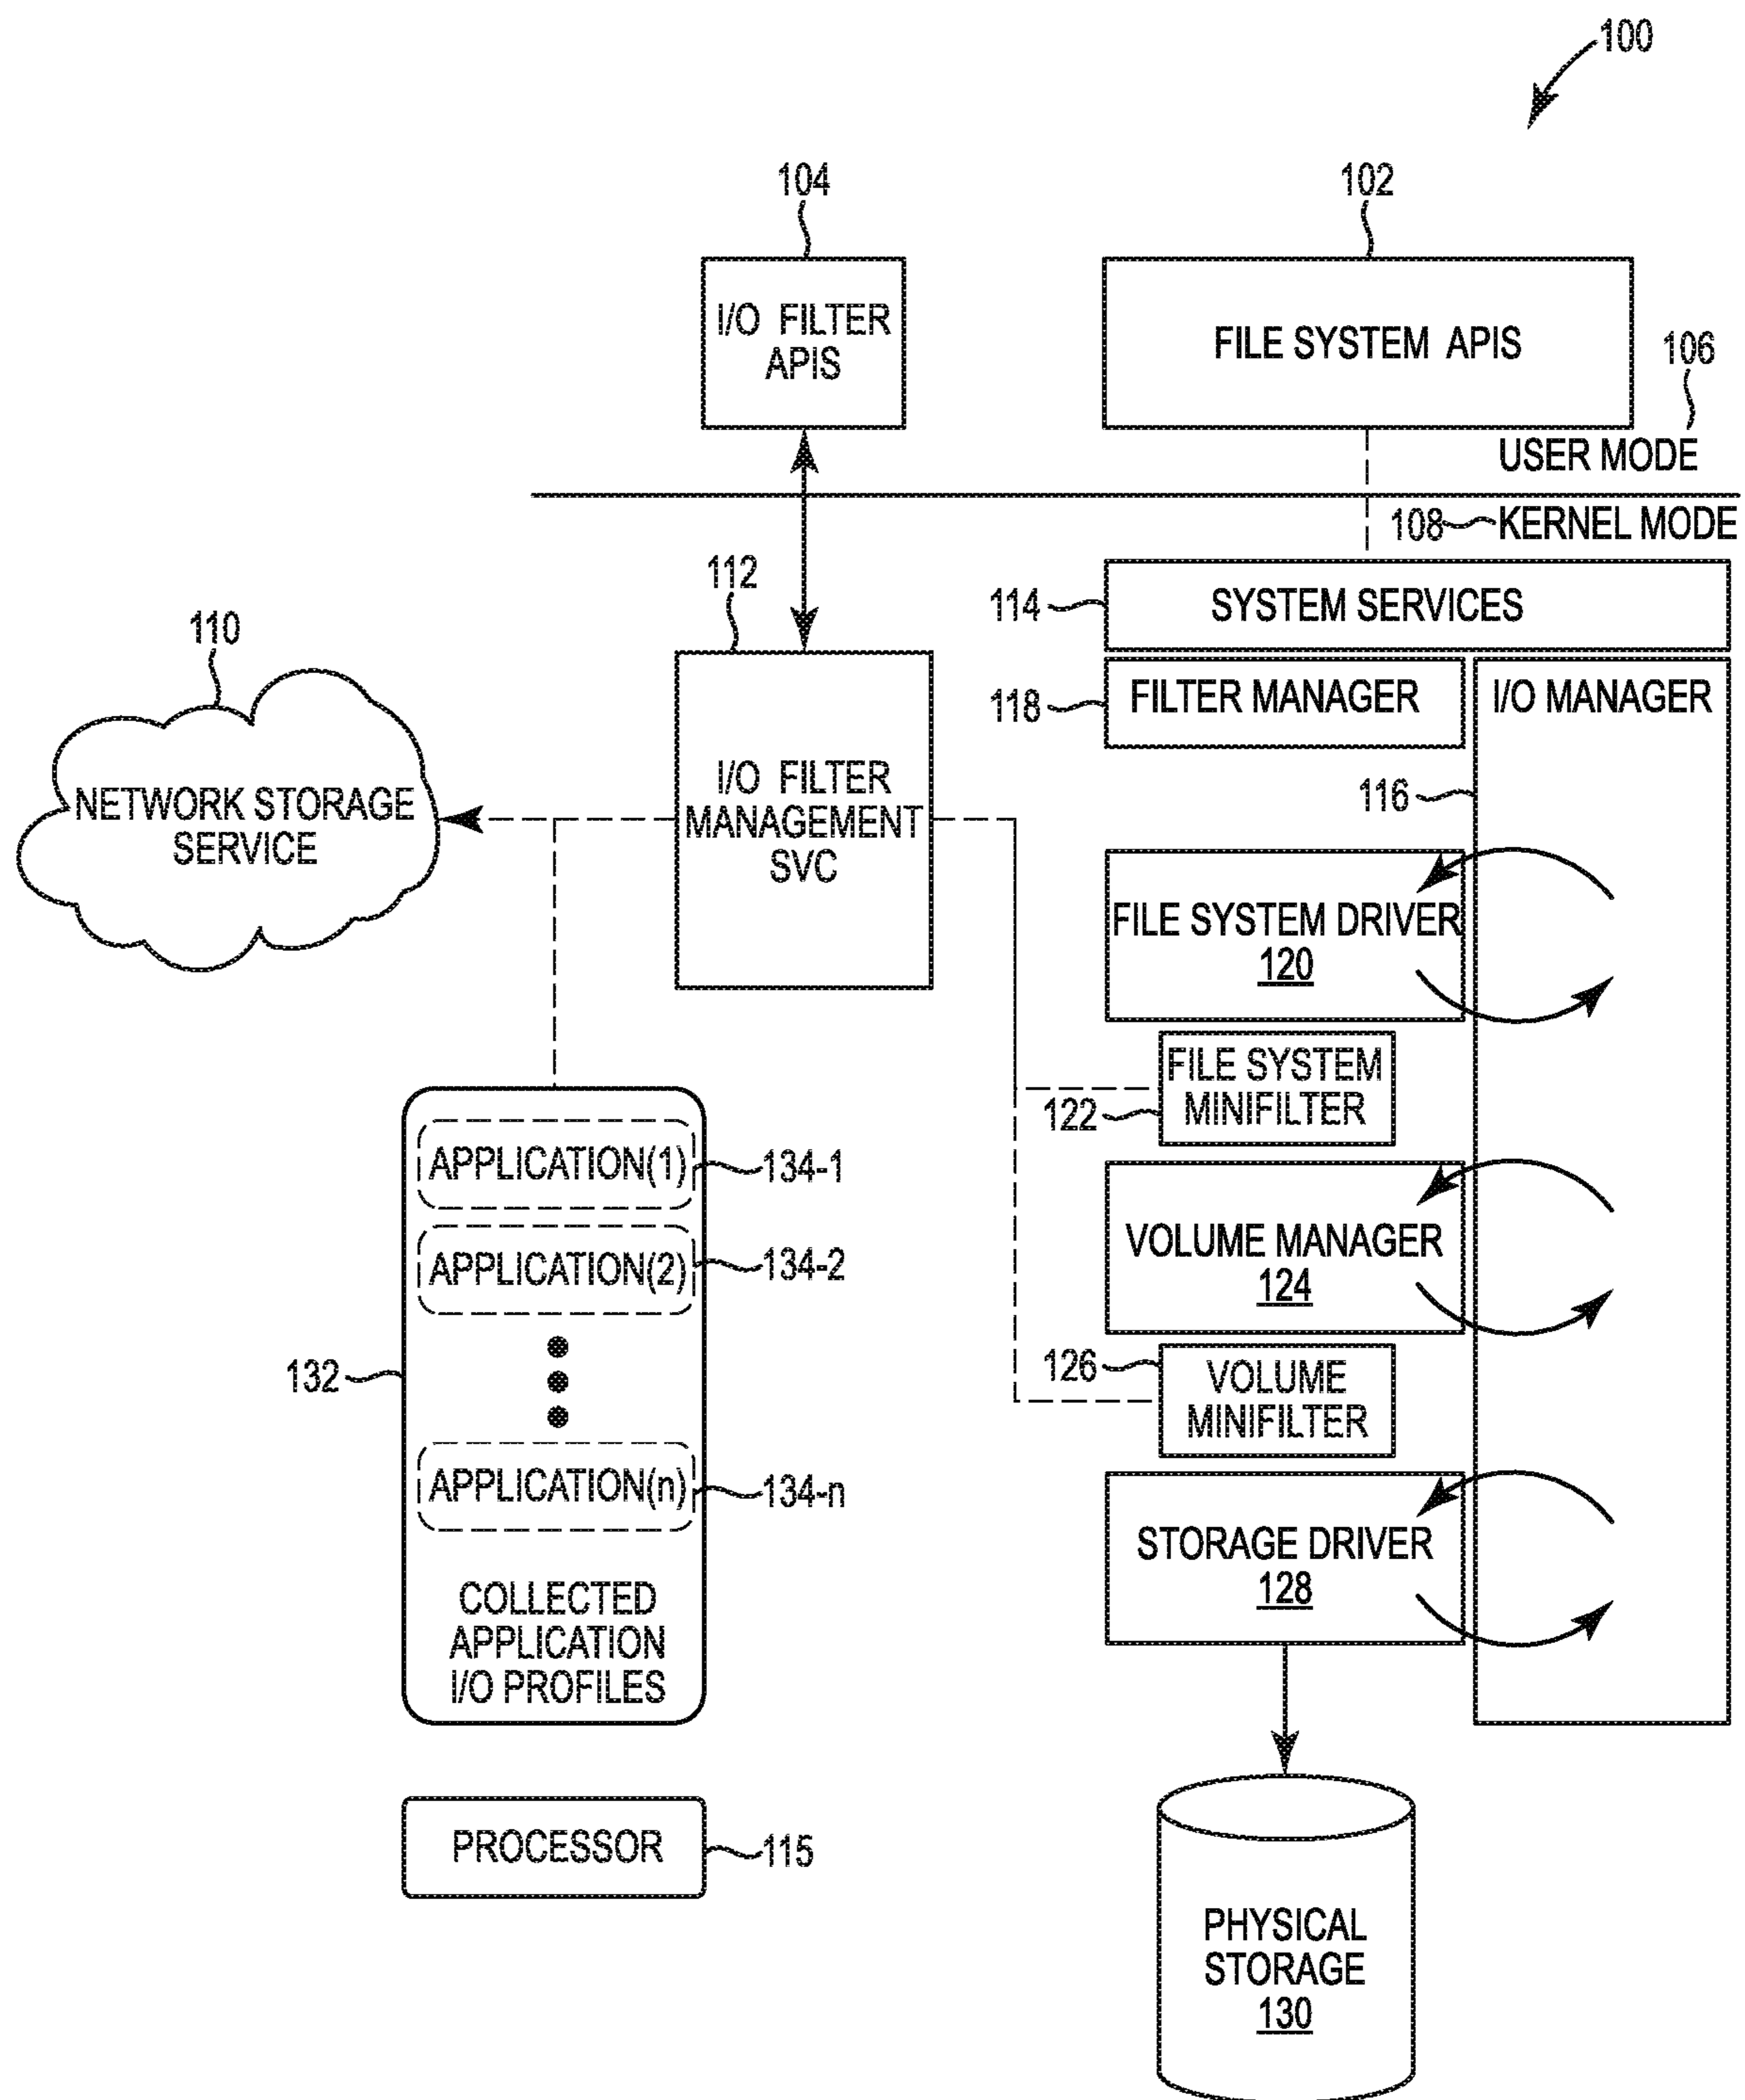 100
104
102
I/O FILTER
APIS
FILE SYSTEM APIS
106
USER MODE
108
KERNEL MODE
112
114
SYSTEM SERVICES
110
118
FILTER MANAGER
I/O MANAGER
NETWORK STORAGE
SERVICE
I/O FILTER
MANAGEMENT
SVC
116
FILE SYSTEM DRIVER
120
FILE SYSTEM
MINIFILTER
122
APPLICATION(1)
134-1
APPLICATION(2)
134-2
VOLUME MANAGER
124
132
126
VOLUME
MINIFILTER
APPLICATION(n)
134-n
STORAGE DRIVER
128
COLLECTED
APPLICATION
I/O PROFILES
PROCESSOR
115
PHYSICAL
STORAGE
130